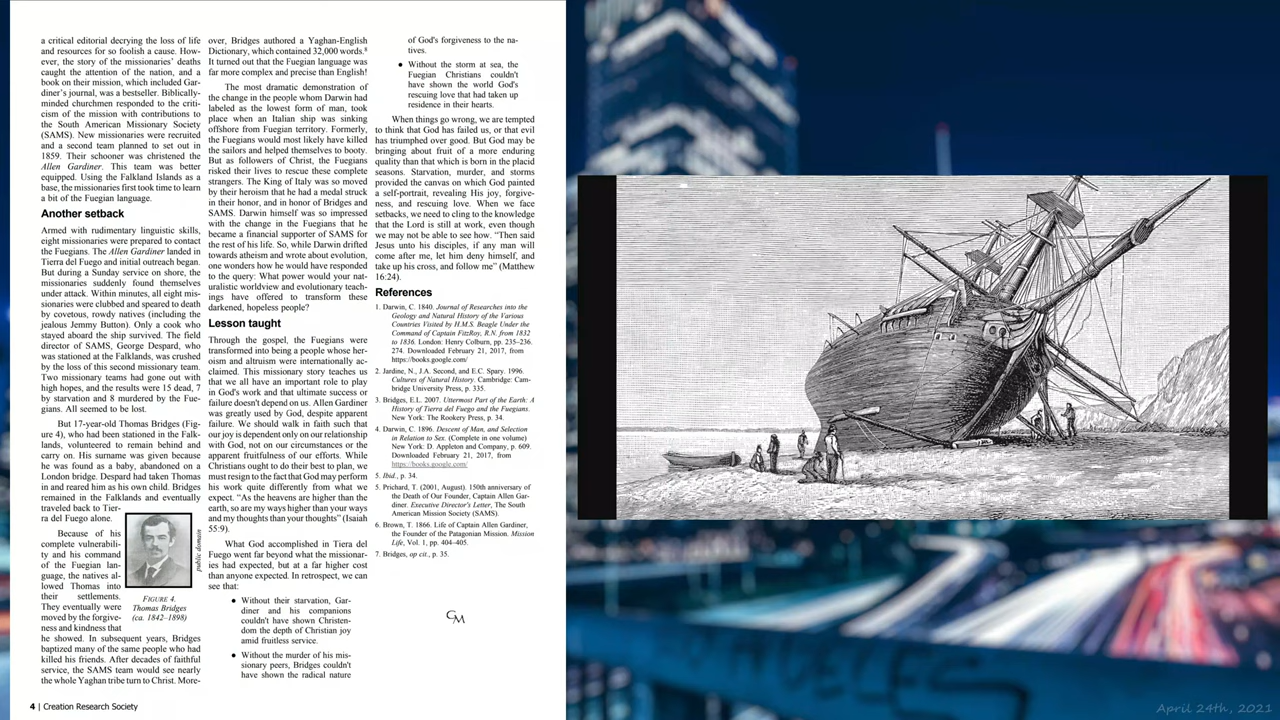 a critical editorial decrying the loss of life
and resources for so foolish a cause. How-
ever, the story of the missionaries' deaths
caught the attention of the nation, and a
book on their mission, which included Gar-
diner's journal, was a bestseller. Biblically-
minded churchmen responded to the criti-
cism of the mission with contributions to
the South American Missionary Society
(SAMS). New missionaries were recruited
and a second team planned to set out in
1859. Their schooner was christened the
Allen Gardiner. This team was better
equipped. Using the Falkland Islands as a
base, the missionaries first took time to learn
a bit of the Fuegian language.
Another setback
Armed with rudimentary linguistic skills,
eight missionaries were prepared to contact
the Fuegians. The Allen Gardiner landed in
Tierra del Fuego and initial outreach began.
But during a Sunday service on shore, the
missionaries suddenly found themselves
under attack. Within minutes, all eight mis-
sionaries were clubbed and speared to death
by covetous, rowdy natives (including the
jealous Jemmy Button). Only a cook who
stayed aboard the ship survived. The field
director of SAMS, George Despard, who
was stationed at the Falklands, was crushed
by the loss of this second missionary team.
Two missionary teams had gone out with
high hopes, and the results were 15 dead, 7
by starvation and 8 murdered by the Fue-
gians. All seemed to be lost.
But 17-year-old Thomas Bridges (Fig-
ure 4), who had been stationed in the Falk-
lands, volunteered to remain behind and
carry on. His surname was given because
he was found as a baby, abandoned on a
London bridge. Despard had taken Thomas
in and reared him as his own child. Bridges
remained in the Falklands and eventually
traveled back to Tier-
ra del Fuego alone.
Because of his
complete vulnerabili-
ty and his command
of the Fuegian lan-
guage, the natives al-
lowed Thomas into
their settlements.
They eventually were
moved by the forgive-
ness and kindness that
he showed. In subsequent years, Bridges
baptized many of the same people who had
killed his friends. After decades of faithful
service, the SAMS team would see nearly
the whole Yaghan tribe turn to Christ. More-
public domain
FIGURE 4.
Thomas Bridges
(ca. 1842–1898)
over, Bridges authored a Yaghan-English
Dictionary, which contained 32,000 words.8
It turned out that the Fuegian language was
far more complex and precise than English!
The most dramatic demonstration of
the change in the people whom Darwin had
labeled as the lowest form of man, took
place when an Italian ship was sinking
offshore from Fuegian territory. Formerly,
the Fuegians would most likely have killed
the sailors and helped themselves to booty.
But as followers of Christ, the Fuegians
risked their lives to rescue these complete
strangers. The King of Italy was so moved
by their heroism that he had a medal struck
in their honor, and in honor of Bridges and
SAMS. Darwin himself was so impressed
with the change in the Fuegians that he
became a financial supporter of SAMS for
the rest of his life. So, while Darwin drifted
towards atheism and wrote about evolution,
one wonders how he would have responded
to the query: What power would your nat-
uralistic worldview and evolutionary teach-
ings have offered to transform these
darkened, hopeless people?
Lesson taught
Through the gospel, the Fuegians were
transformed into being a people whose her-
oism and altruism were internationally ac-
claimed. This missionary story teaches us
that we all have an important role to play
in God's work and that ultimate success or
failure doesn't depend on us. Allen Gardiner
was greatly used by God, despite apparent
failure. We should walk in faith such that
our joy is dependent only on our relationship
with God, not on our circumstances or the
apparent fruitfulness of our efforts. While
Christians ought to do their best to plan, we
must resign to the fact that God may perform
his work quite differently from what we
expect. “As the heavens are higher than the
earth, so are my ways higher than your ways
and my thoughts than your thoughts” (Isaiah
55:9).
What God accomplished in Tiera del
Fuego went far beyond what the missionar-
ies had expected, but at a far higher cost
than anyone expected. In retrospect, we can
see that:
● Without their starvation, Gar-
diner and his companions
couldn't have shown Christen-
dom the depth of Christian joy
amid fruitless service.
● Without the murder of his mis-
sionary peers, Bridges couldn't
have shown the radical nature
of God's forgiveness to the na-
tives.
● Without the storm at sea, the
Fuegian Christians couldn't
have shown the world God's
rescuing love that had taken up
residence in their hearts.
When things go wrong, we are tempted
to think that God has failed us, or that evil
has triumphed over good. But God may be
bringing about fruit of a more enduring
quality than that which is born in the placid
seasons. Starvation, murder, and storms
provided the canvas on which God painted
a self-portrait, revealing His joy, forgive-
ness, and rescuing love. When we face
setbacks, we need to cling to the knowledge
that the Lord is still at work, even though
we may not be able to see how. “Then said
Jesus unto his disciples, if any man will
come after me, let him deny himself, and
take up his cross, and follow me” (Matthew
16:24).
References
1. Darwin, C. 1840. Journal of Researches into the
Geology and Natural History of the Various
Countries Visited by H.M.S. Beagle Under the
Command of Captain FitzRoy, R.N. from 1832
to 1836. London: Henry Colburn, pp. 235–236.
274. Downloaded February 21, 2017, from
https://books.google.com/
2. Jardine, N., J.A. Second, and E.C. Spary. 1996.
Cultures of Natural History. Cambridge: Cam-
bridge University Press, p. 335.
3. Bridges, E.L. 2007. Uttermost Part of the Earth: A
History of Tierra del Fuego and the Fuegians.
New York: The Rookery Press, p. 34.
4. Darwin, C. 1896. Descent of Man, and Selection
in Relation to Sex. (Complete in one volume)
New York: D. Appleton and Company, p. 609.
Downloaded February 21, 2017, from
https://books.google.com/
5. Ibid., p. 34.
5. Prichard, T. (2001, August). 150th anniversary of
the Death of Our Founder, Captain Allen Gar-
diner. Executive Director's Letter, The South
American Mission Society (SAMS).
6. Brown, T. 1866. Life of Captain Allen Gardiner,
the Founder of the Patagonian Mission. Mission
Life, Vol. 1, pp. 404–405.
7. Bridges, op cit., p. 35.
CM
4 | Creation Research Society
April 24th, 2021